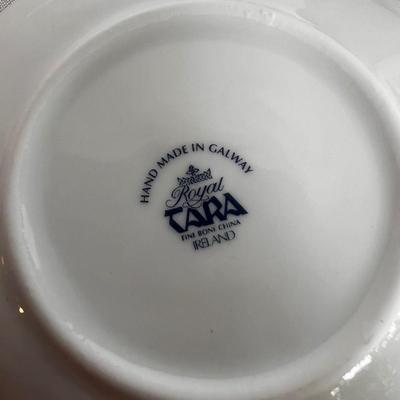 HAND MADE IN GALWAY
Royal
TARA
FINE BONE CHINA
IRELAND